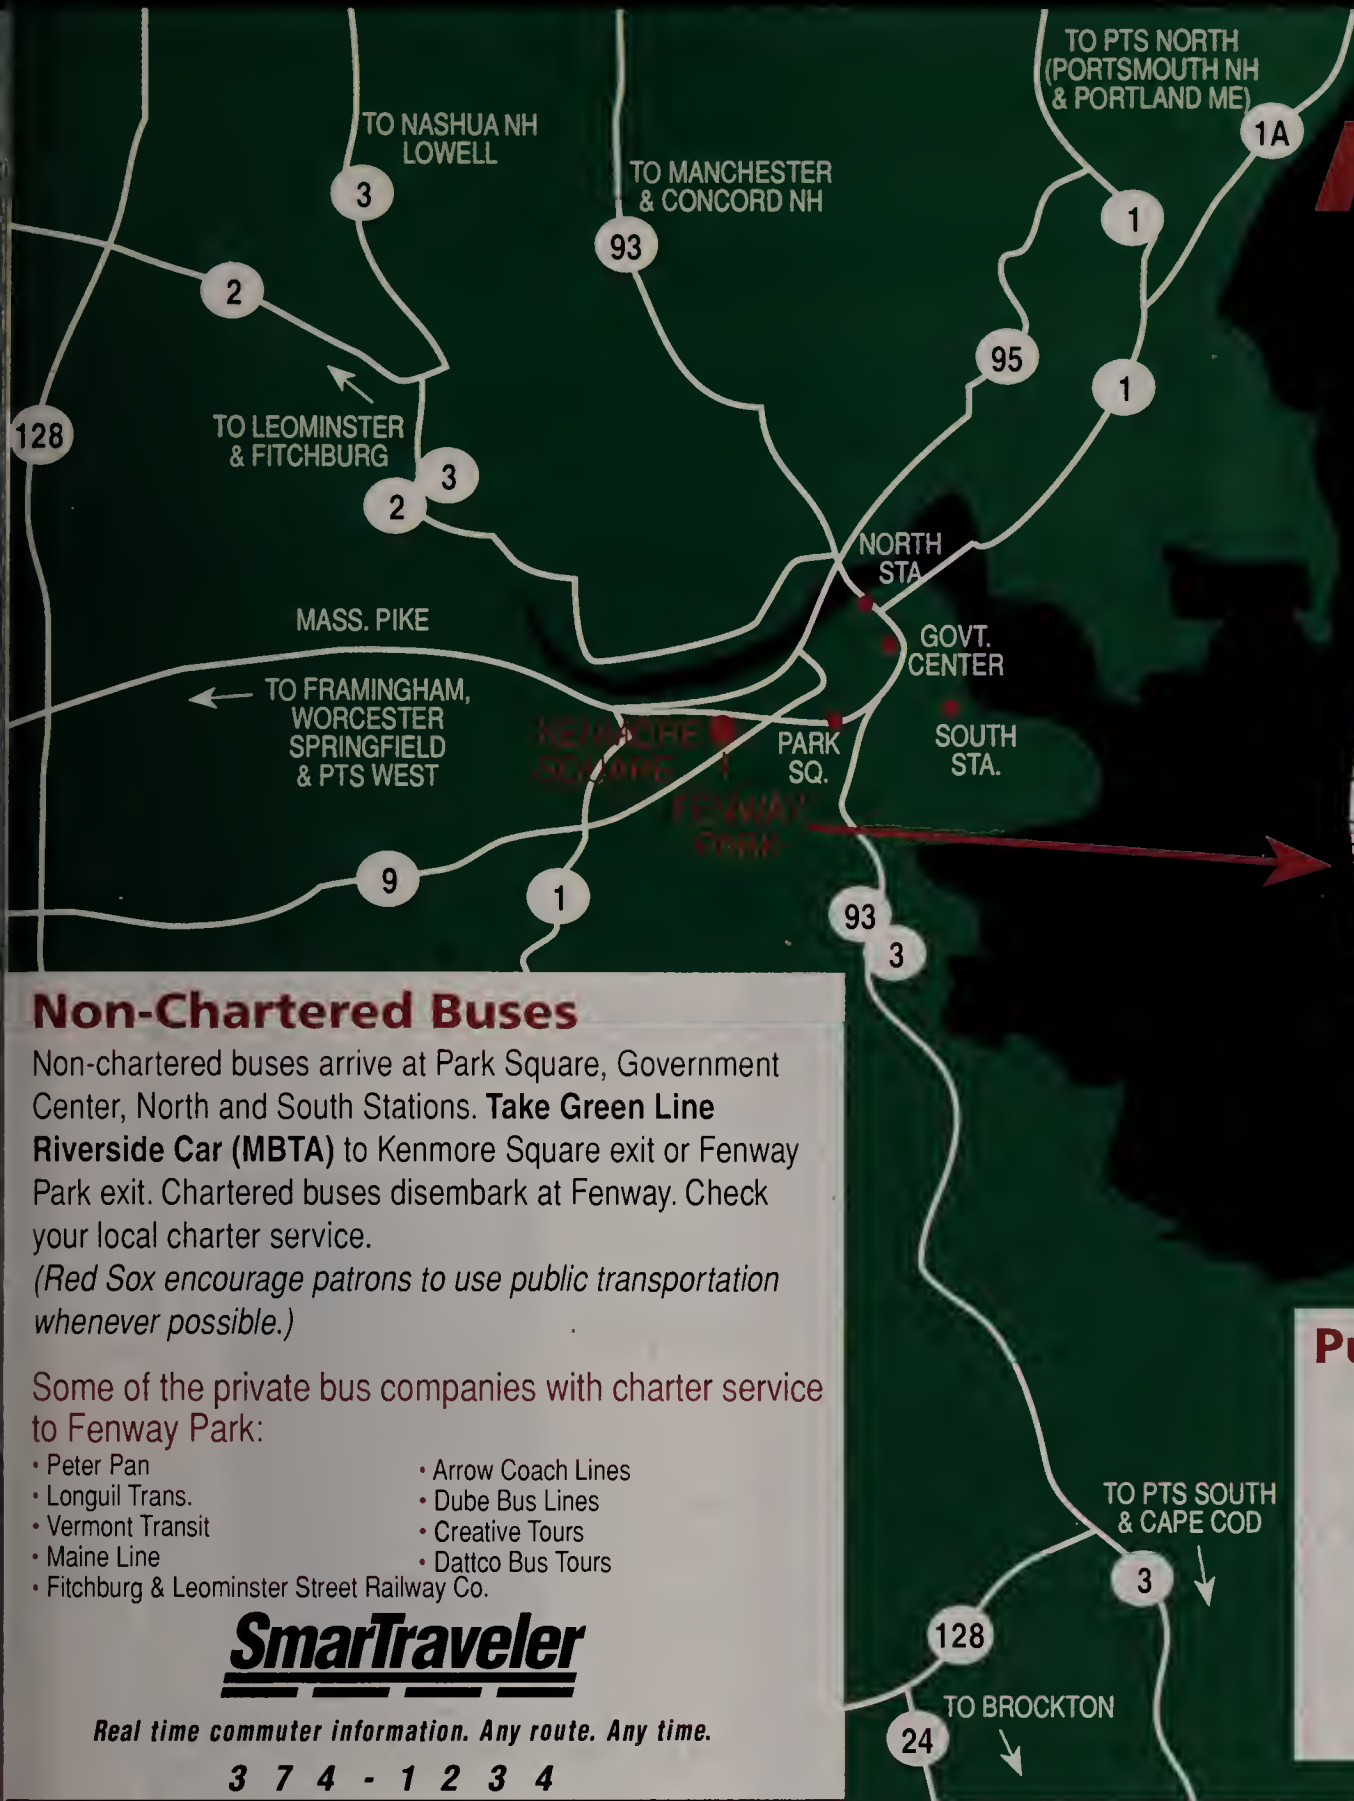 TO PTS NORTH
(PORTSMOUTH NH
& PORTLAND ME)
1A
TO NASHUA NH
LOWELL
3
TO MANCHESTER
& CONCORD NH
1
93
2
95
1
128
TO LEOMINSTER
& FITCHBURG
3
2
NORTH
STA.
MASS. PIKE
GOVT.
CENTER
TO FRAMINGHAM,
WORCESTER
SPRINGFIELD
& PTS WEST
KENMORE
SQUARE
PARK
SQ.
SOUTH
STA.
FENWAY
PARK
9
1
93
3
Non-Chartered Buses
Non-chartered buses arrive at Park Square, Government
Center, North and South Stations. Take Green Line
Riverside Car (MBTA) to Kenmore Square exit or Fenway
Park exit. Chartered buses disembark at Fenway. Check
your local charter service.
(Red Sox encourage patrons to use public transportation
whenever possible.)
Some of the private bus companies with charter service
to Fenway Park:
• Peter Pan
• Longuil Trans.
• Vermont Transit
• Maine Line
• Fitchburg & Leominster Street Railway Co.
• Arrow Coach Lines
• Dube Bus Lines
• Creative Tours
• Dattco Bus Tours
SmarTraveler
Real time commuter information. Any route. Any time.
374-1234
Pu
TO PTS SOUTH
& CAPE COD
3
128
TO BROCKTON
24